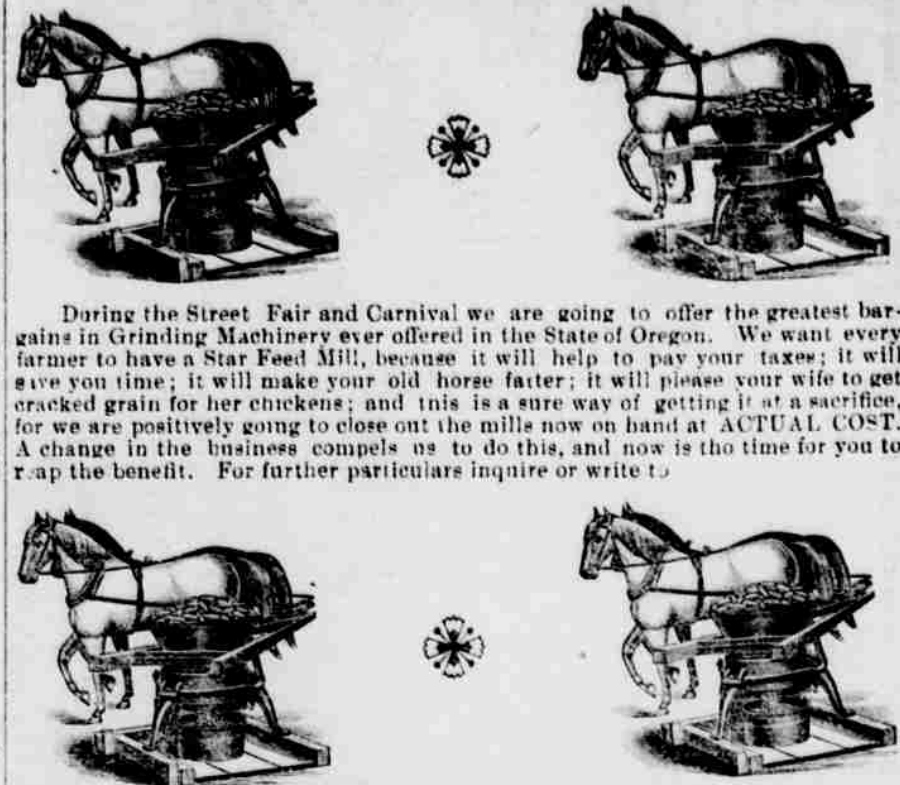 During the Street Fair and Carnival we are going to offer the greatest bar-
gains in Grinding Machinery ever offered in the State of Oregon. We want every
farmer to have a Star Feed Mill, because it will help to pay your taxes; it will
save you time; it will make your old horse fatter; it will please your wife to get
cracked grain for her chickens; and this is a sure way of getting it at a sacrifice,
for we are positively going to close out the mills now on hand at ACTUAL COST.
A change in the business compels us to do this, and now is the time for you to
reap the benefit. For further particulars inquire or write to